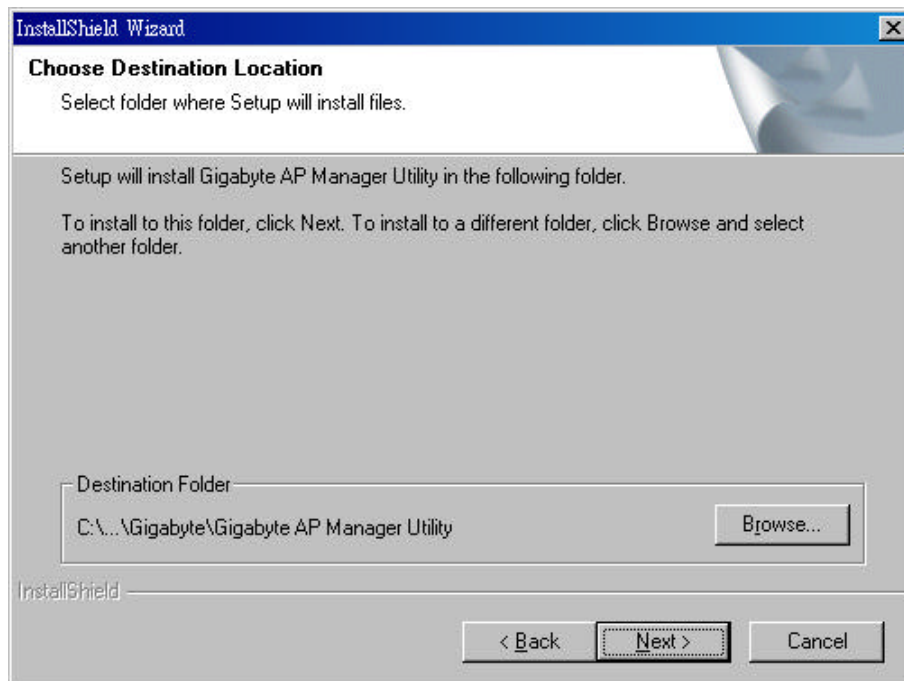 InstallShield Wizard
Choose Destination Location
Select folder where Setup will install files.
Setup will install Gigabyte AP Manager Utility in the following folder.
To install to this folder, click Next. To install to a different folder, click Browse and select
another folder.
Destination Folder
C:\...\Gigabyte\Gigabyte AP Manager Utility
Browse...
InstallShield
< Back
Next >
Cancel